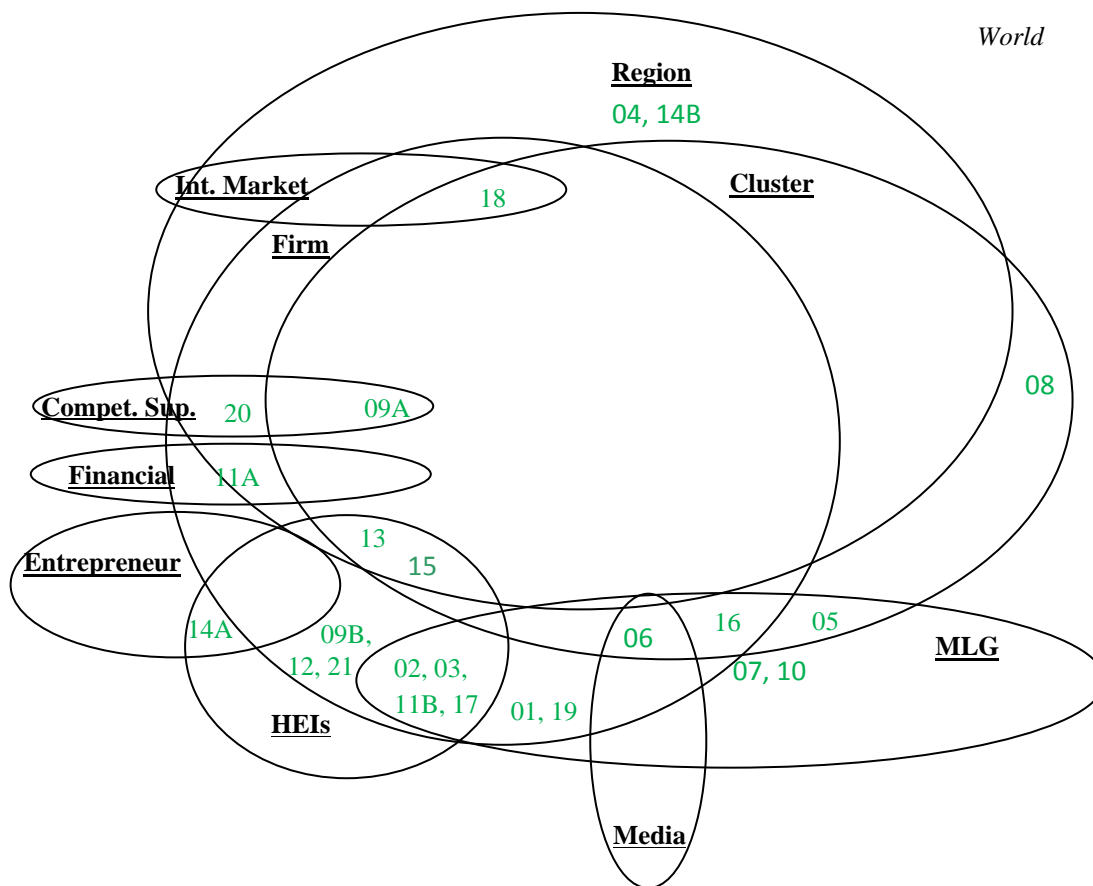 World
Region
04, 14B
Int. Market
Cluster
18
Firm
08
Compet. Sup.
20
09A
Financial
11A
13
Entrepreneur
15
14A
09B,
12, 21
06
16
05
MLG
02, 03,
11B, 17
07, 10
01, 19
HEIs
Media